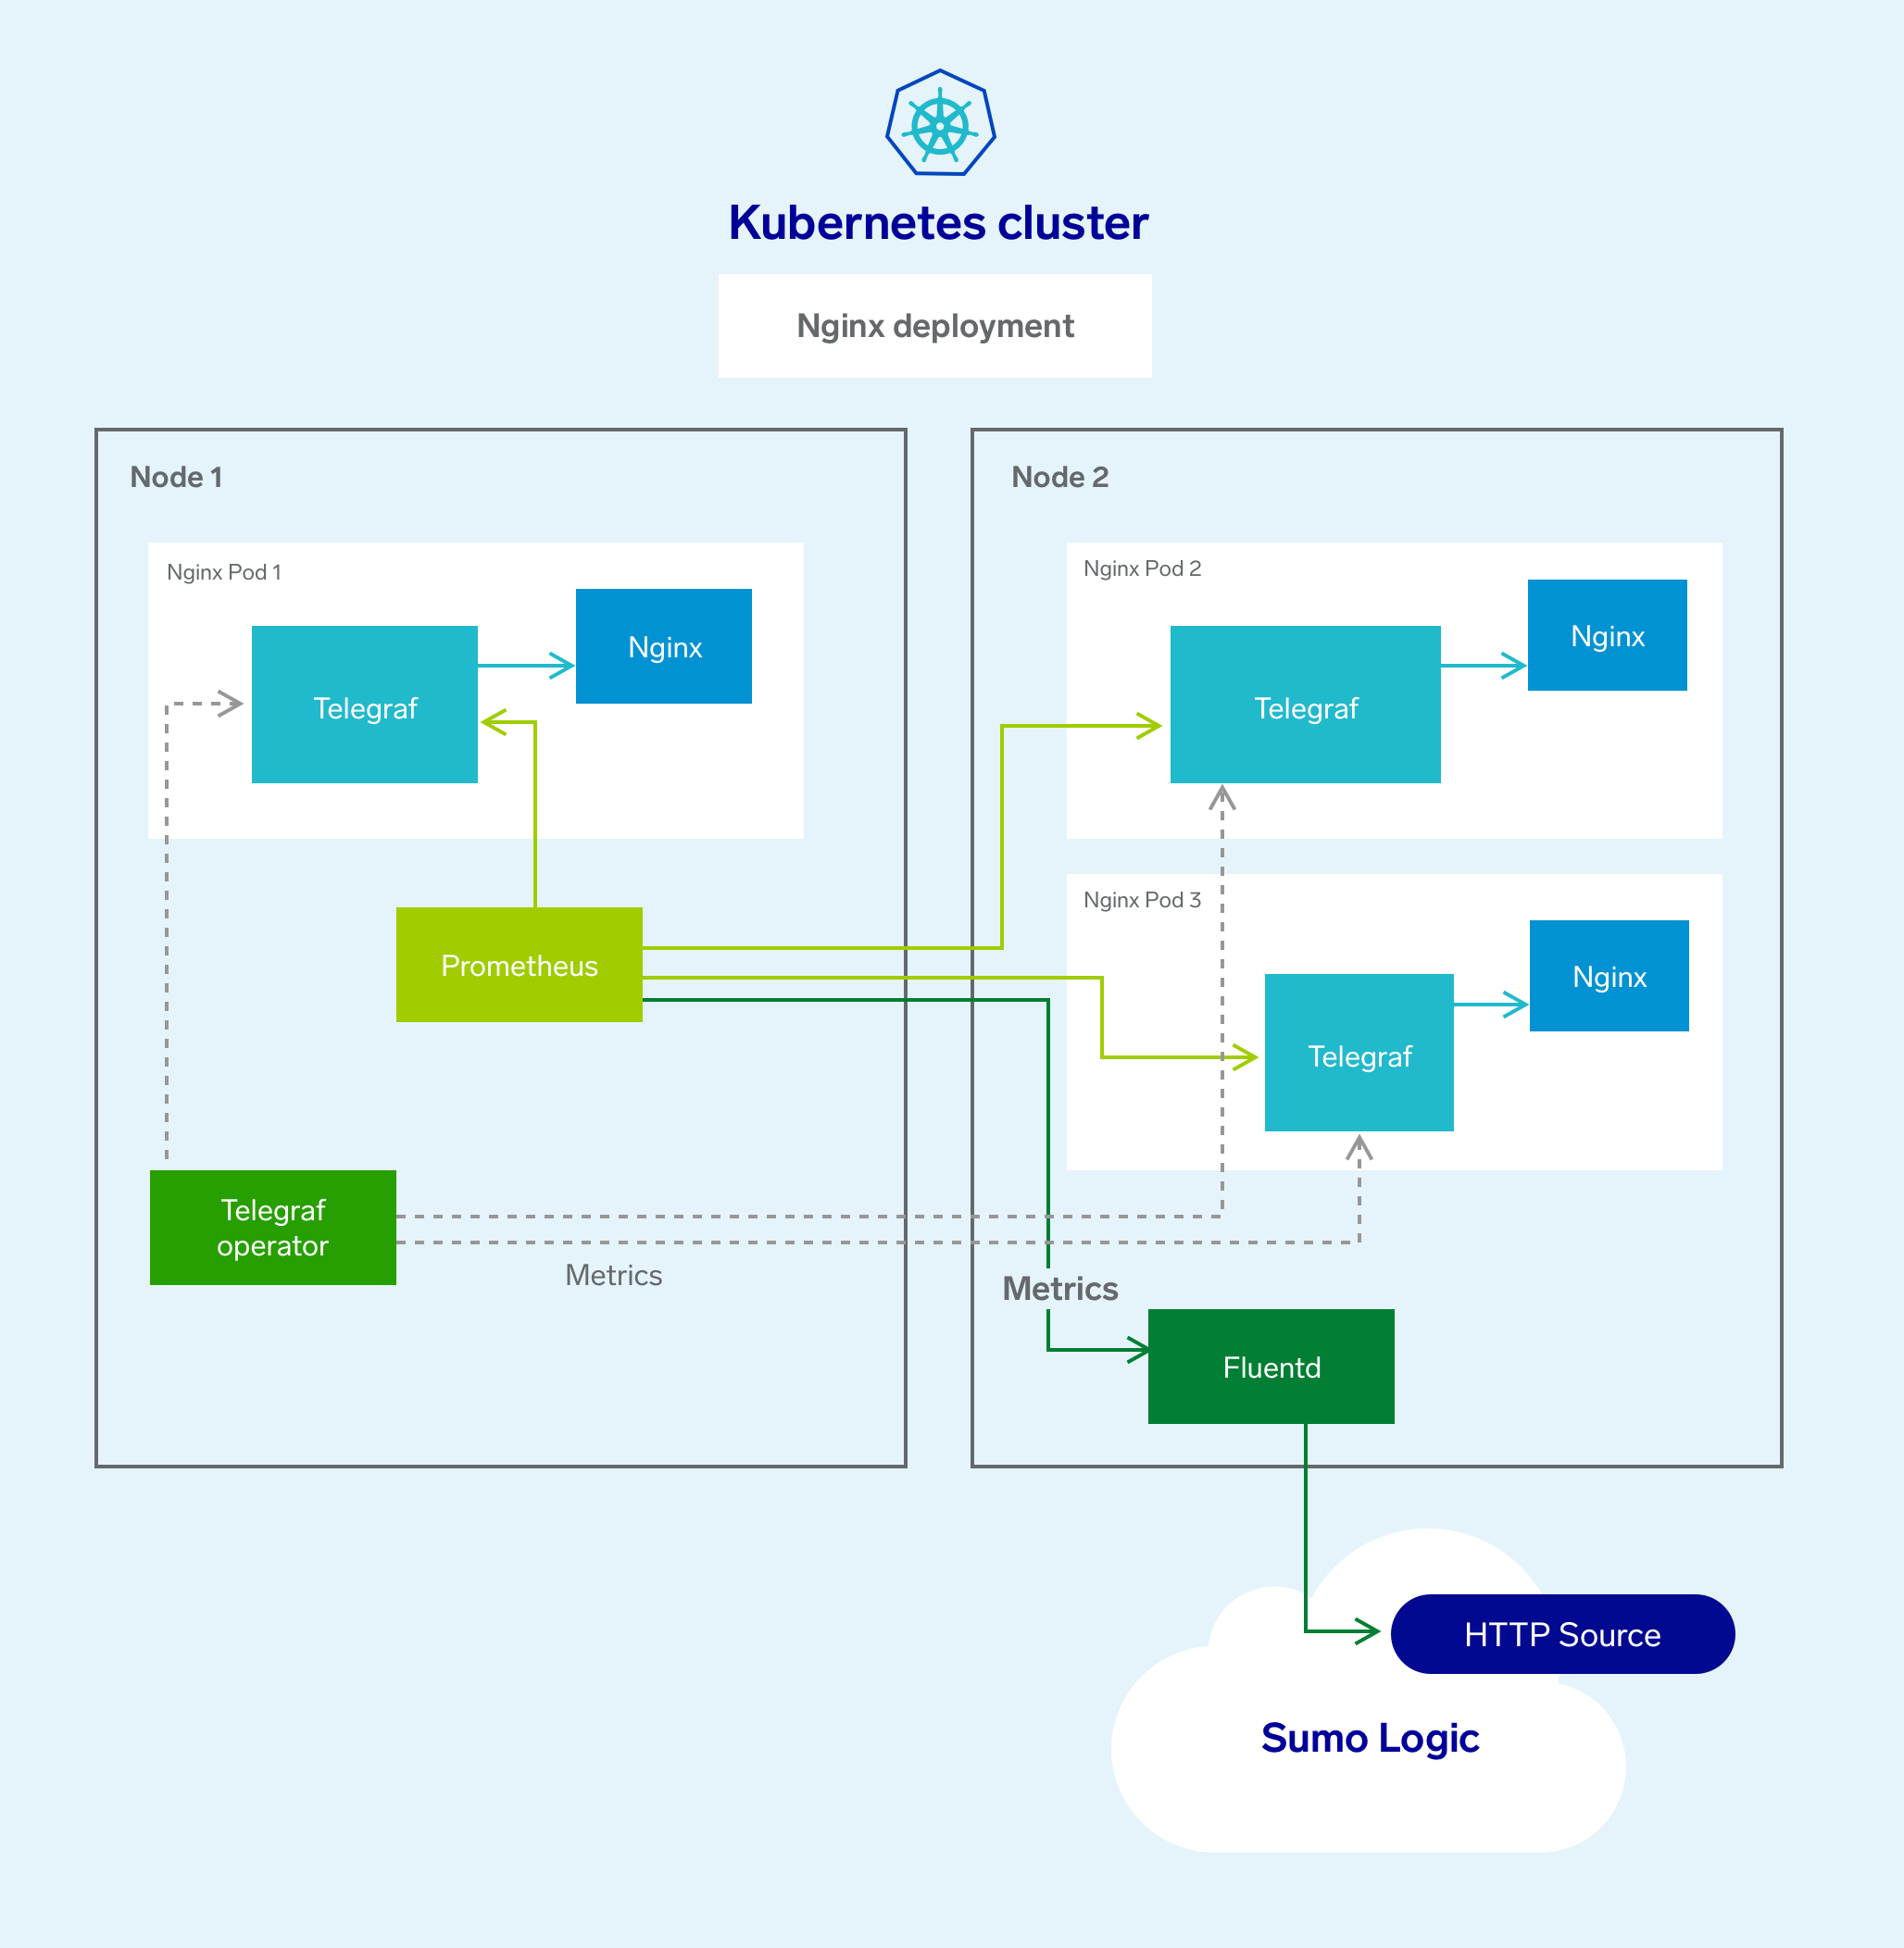 Kubernetes cluster
Nginx deployment
Node 1
Nginx Pod 1
Nginx
Telegraf
Prometheus
Telegraf
operator
Metrics
Node 2
Nginx Pod 2
Nginx
Telegraf
Nginx Pod 3
Nginx
Telegraf
Metrics
Fluentd
HTTP Source
Sumo Logic